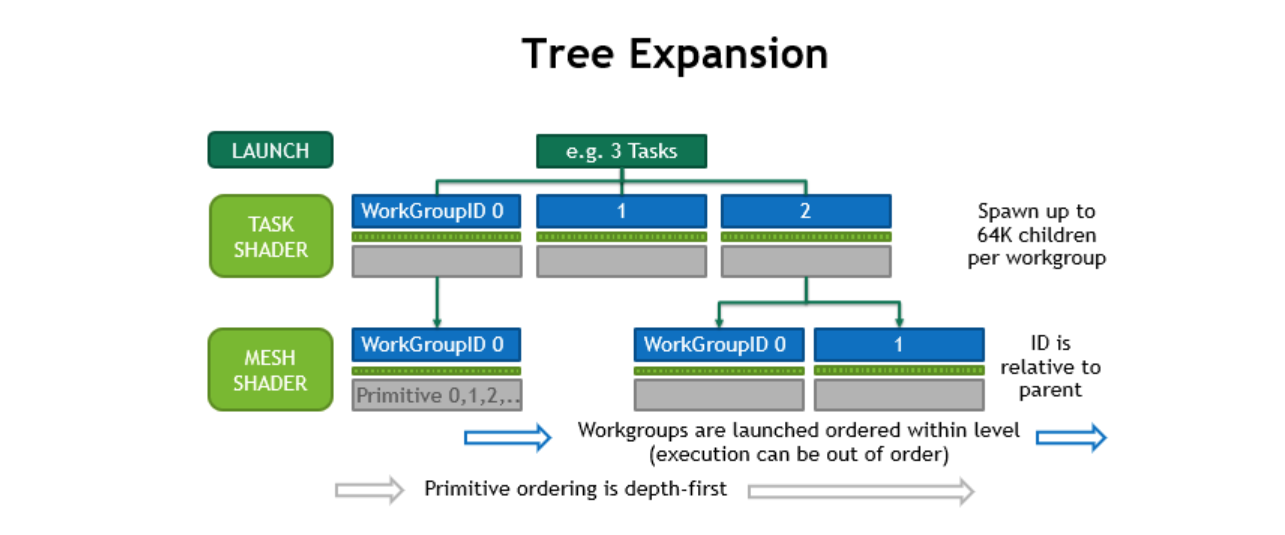 Tree Expansion
LAUNCH
e.g. 3 Tasks
TASK
SHADER
WorkGroupID 0
1
2
Spawn up to
64K children
per workgroup
MESH
SHADER
WorkGroupID 0
Primitive 0,1,2,..
WorkGroupID 0
1
ID is
relative to
parent
Workgroups are launched ordered within level
(execution can be out of order)
Primitive ordering is depth-first